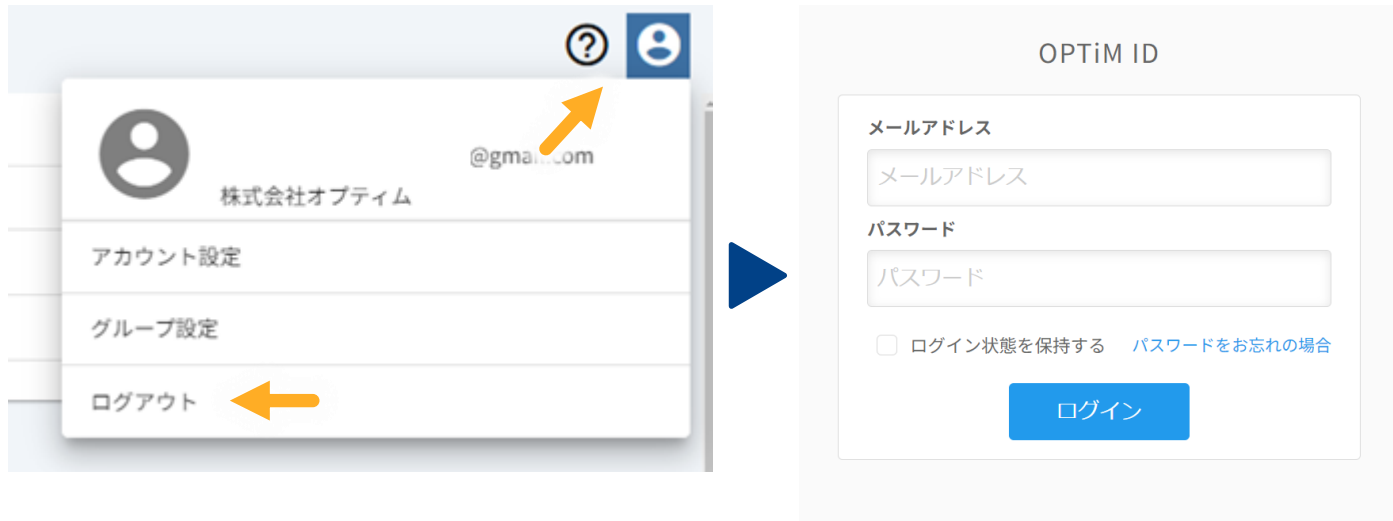 @gmail.com
株式会社オプティム
アカウント設定
グループ設定
ログアウト
OPTiM ID
メールアドレス
メールアドレス
パスワード
パスワード
ログイン状態を保持する パスワードをお忘れの場合
ログイン